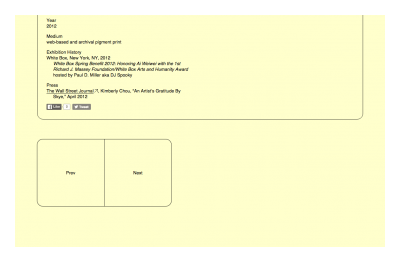 Year
2012
Medium
web-based and archival pigment print
Exhibition History
White Box, New York, NY, 2012
White Box Spring Benefit 2012: Honoring Ai Weiwei with the 1st
Richard J. Massey Foundation/White Box Arts and Humanity Award
hosted by Paul D. Miller aka DJ Spooky
Press
The Wall Street Journal
Kimberly Chou, "An Artist's Gratitude By
Skye," April 2012
Like
Tweet
Prev
Next